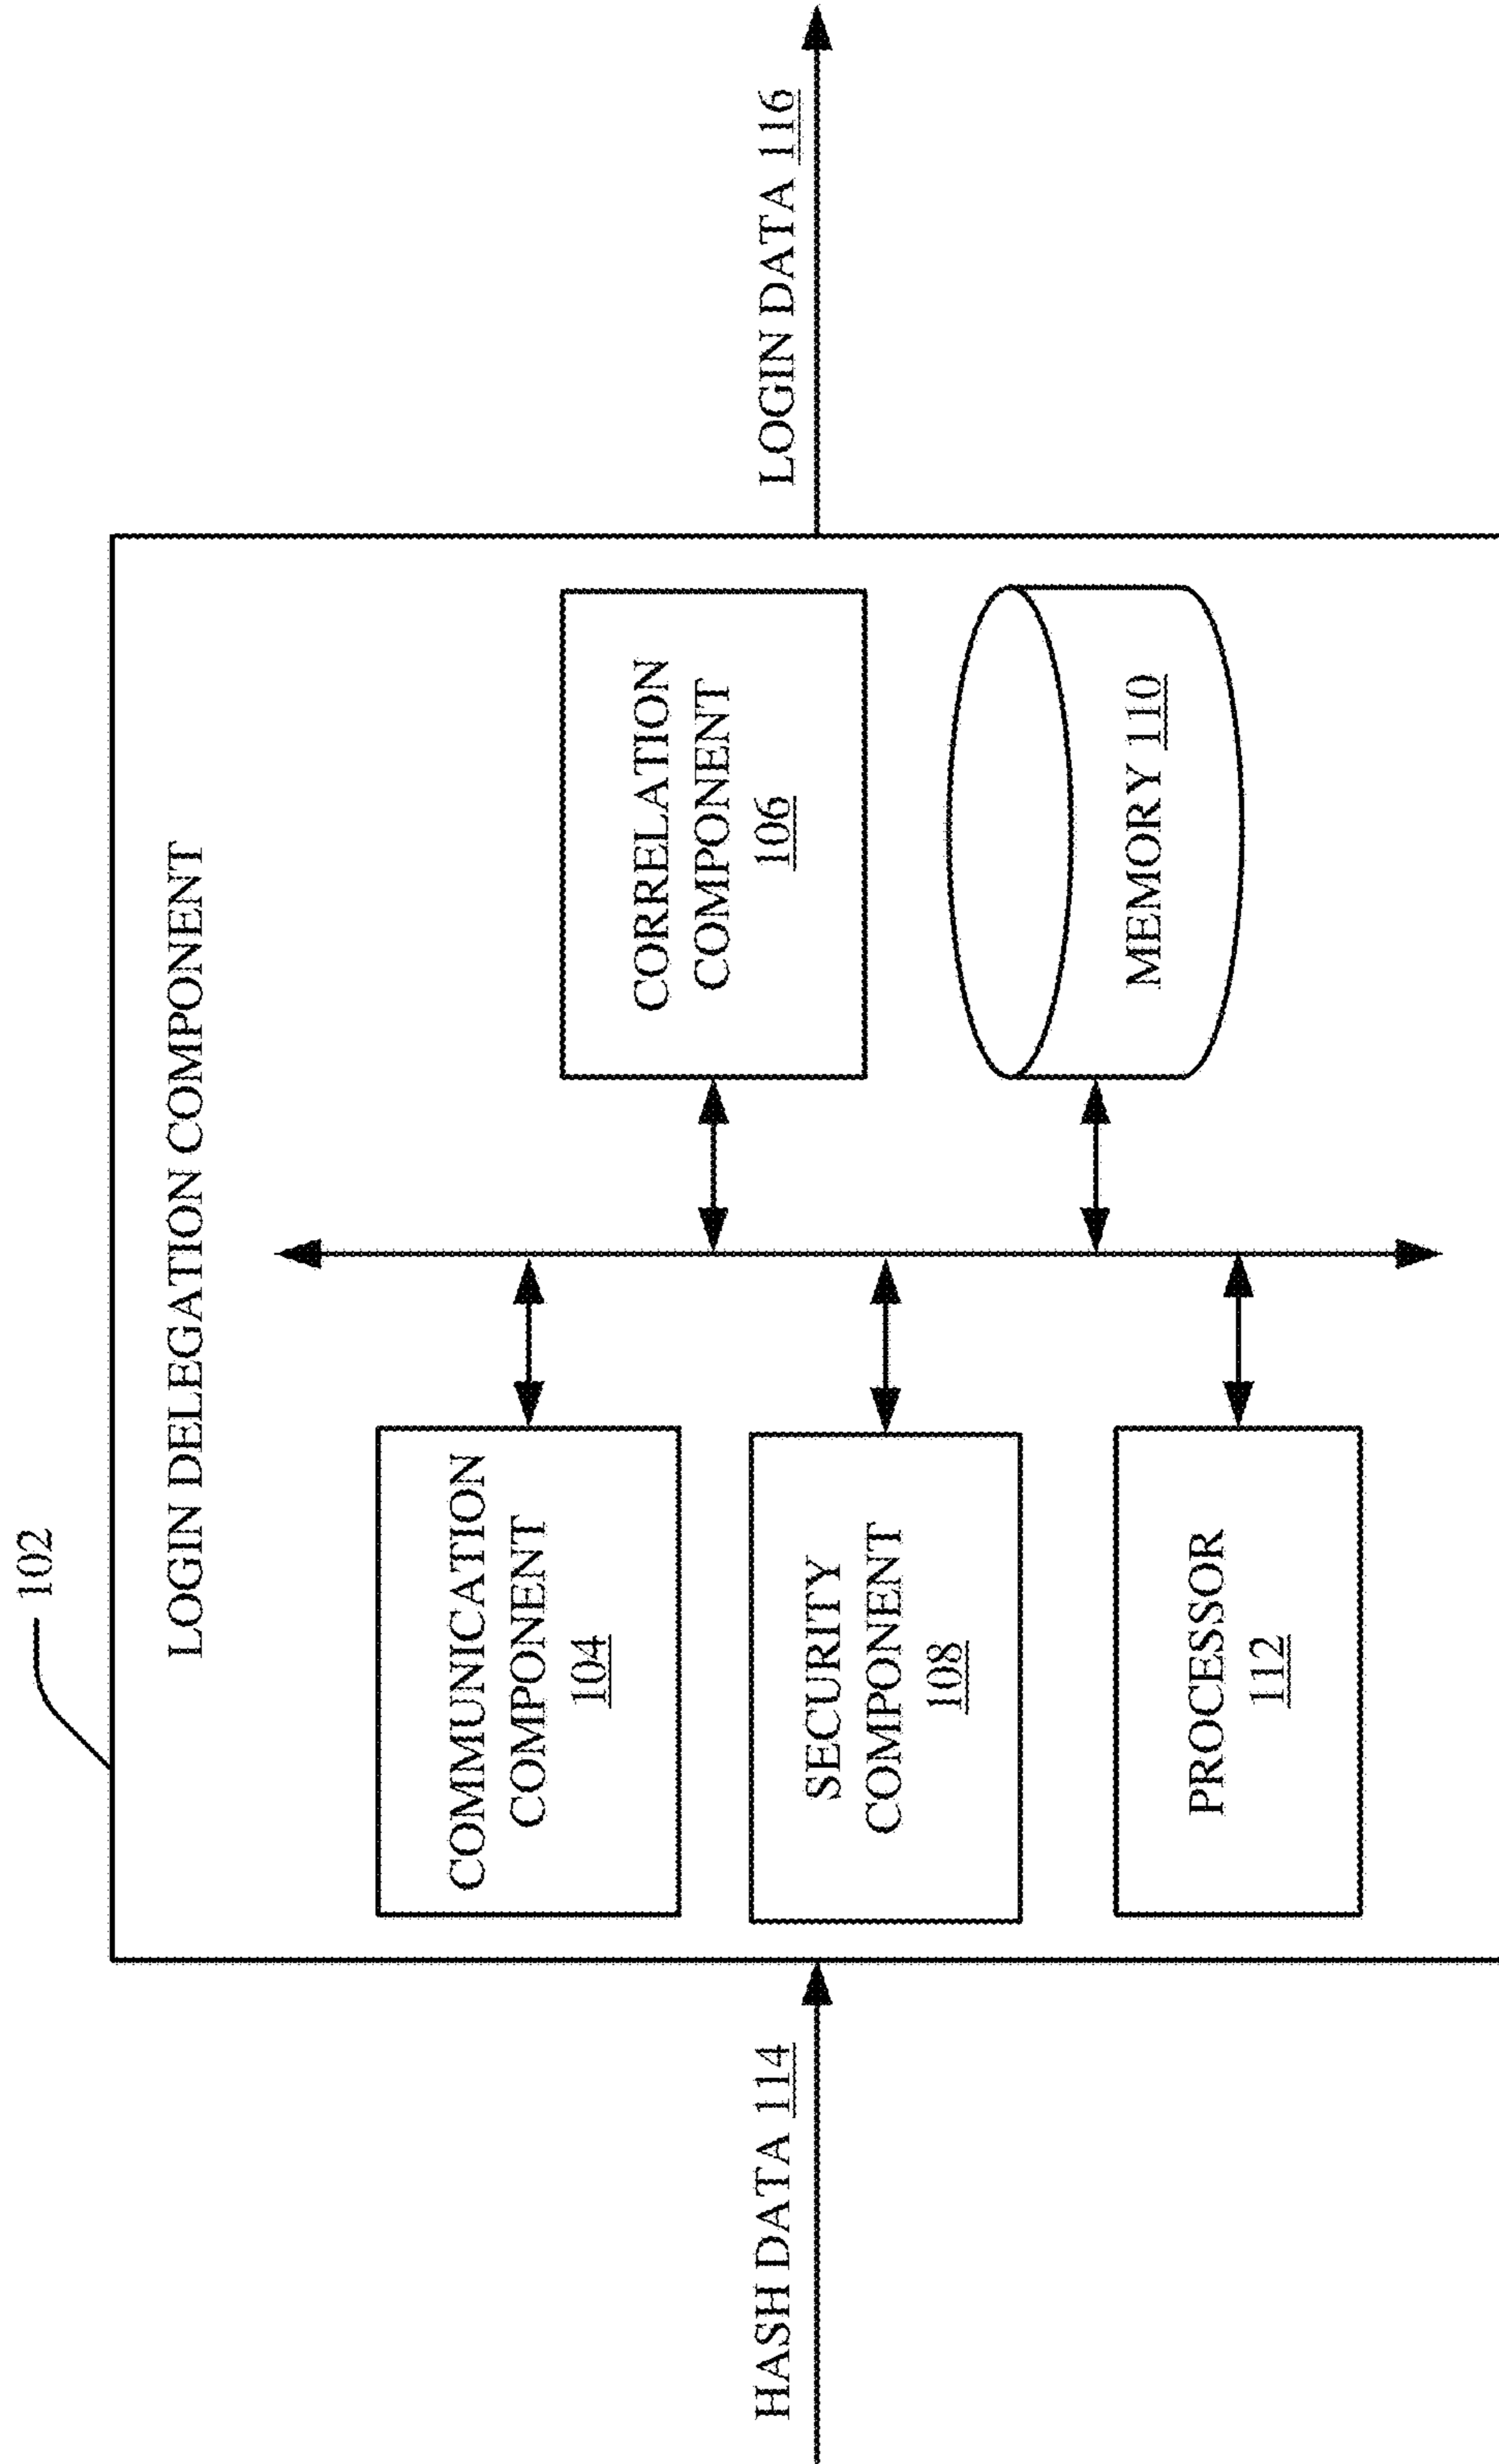 102
LOGIN DELEGATION COMPONENT
COMMUNICATION
COMPONENT
104
CORRELATION
COMPONENT
106
HASH DATA 114
LOGIN DATA 116
SECURITY
COMPONENT
108
MEMORY 110
PROCESSOR
112